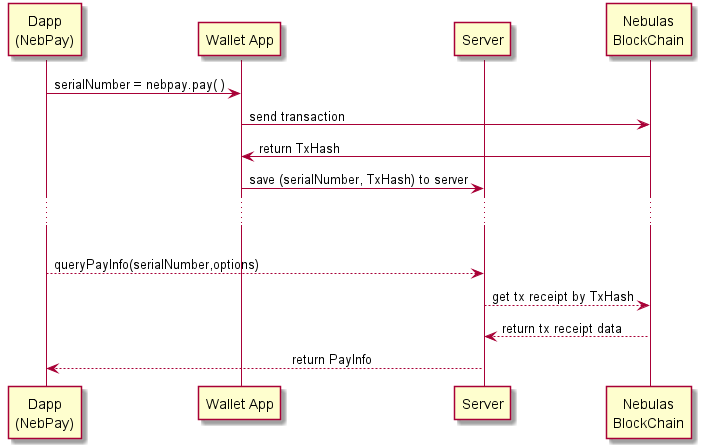 Dapp
(NebPay)
Wallet App
Server
Nebulas
BlockChain
serialNumber = nebpay.pay( )
send transaction
return TxHash
save (serialNumber, TxHash) to server
queryPayInfo(serialNumber,options)
get tx receipt by TxHash
return tx receipt data
return PayInfo
Dapp
(NebPay)
Wallet App
Server
Nebulas
BlockChain